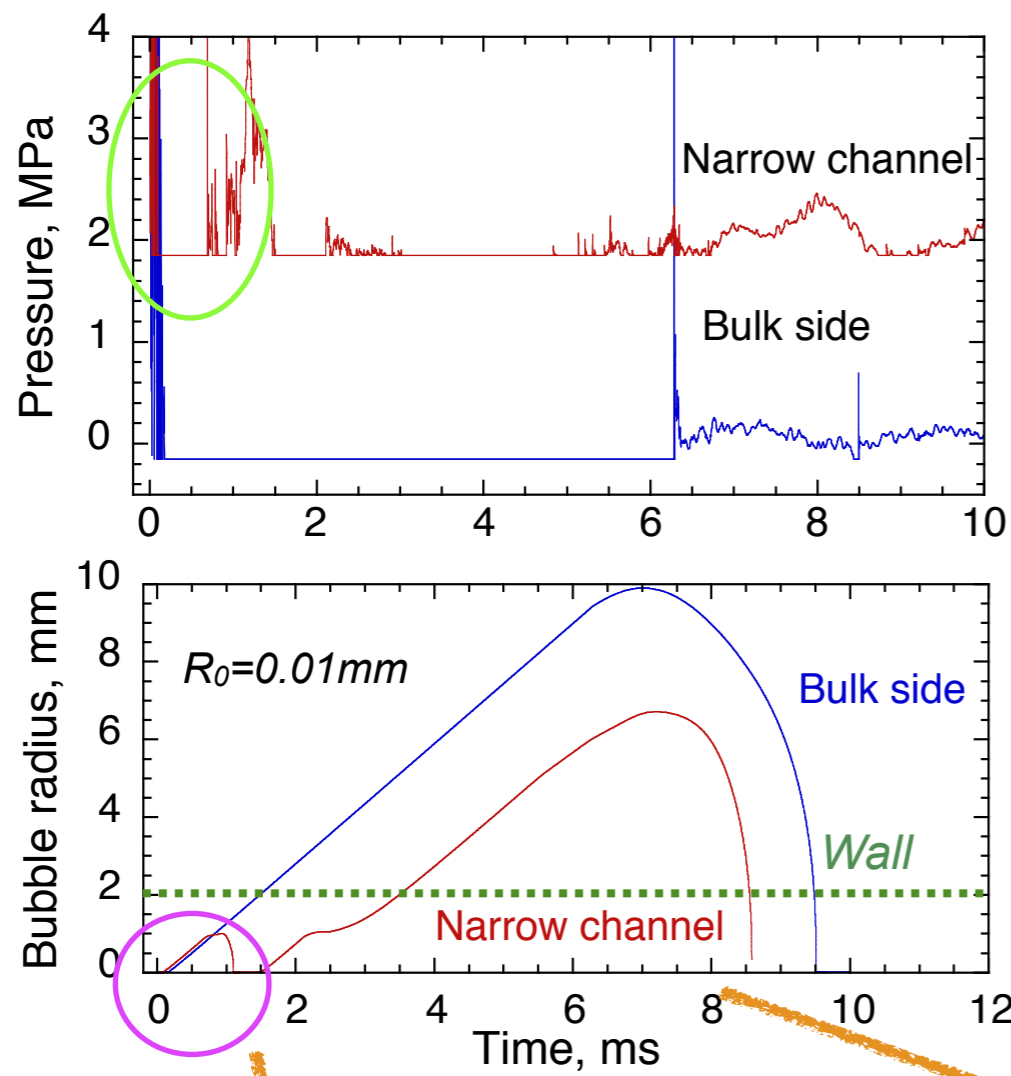 4
3
2
1
0
Pressure, MPa
Narrow channel
Bulk side
0 2 4 6 8 10
10
8
6
4
2
0
Bubble radius, mm
R0=0.01mm
Bulk side
Wall
Narrow channel
0 2 4 6 8 10 12
Time, ms